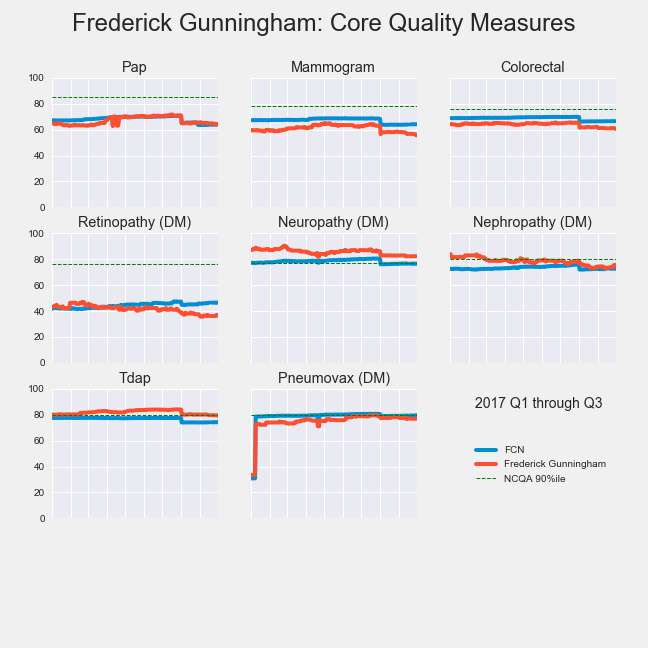 Frederick Gunningham: Core Quality Measures
Pap
Mammogram
Colorectal
100
80
60
40
20
0
Retinopathy (DM)
Neuropathy (DM)
Nephropathy (DM)
100
80
60
40
20
0
Tdap
Pneumovax (DM)
100
80
60
40
20
0
2017 Q1 through Q3
FCN
Frederick Gunningham
NCQA 90%ile